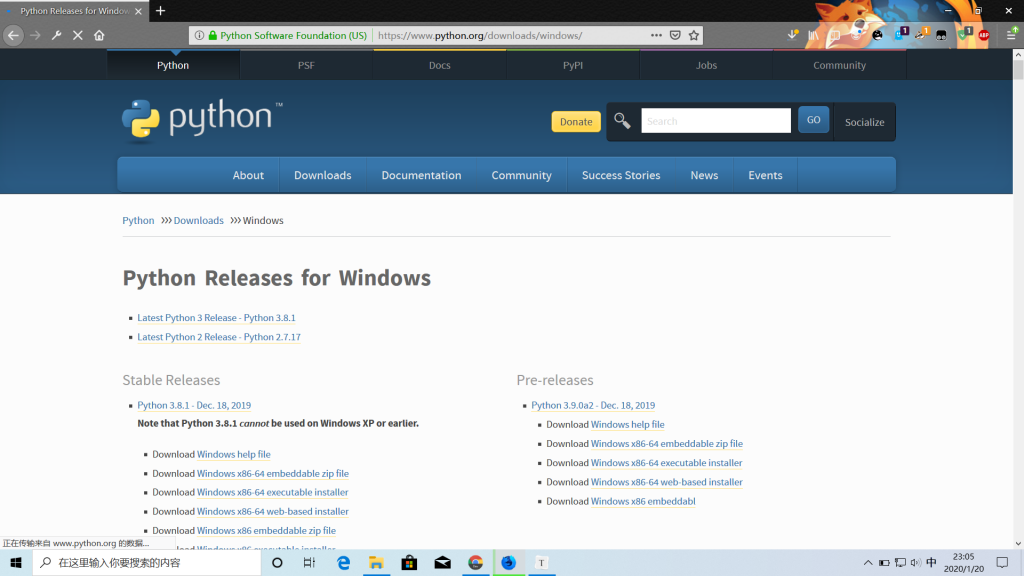 Python Releases for Window
Python Software Foundation (US) https://www.python.org/downloads/windows/
1 1 1 ABP
Python PSF Docs PyPI Jobs Community
python™
Donate Search GO Socialize
About Downloads Documentation Community Success Stories News Events
Python >>> Downloads >>> Windows
Python Releases for Windows
Latest Python 3 Release - Python 3.8.1
Latest Python 2 Release - Python 2.7.17
Stable Releases
Python 3.8.1 - Dec. 18, 2019
Note that Python 3.8.1 cannot be used on Windows XP or earlier.
Download Windows help file
Download Windows x86-64 embeddable zip file
Download Windows x86-64 executable installer
Download Windows x86-64 web-based installer
Download Windows x86 embeddable zip file
Windows x86 executable installer
Pre-releases
Python 3.9.0a2 - Dec. 18, 2019
Download Windows help file
Download Windows x86-64 embeddable zip file
Download Windows x86-64 executable installer
Download Windows x86-64 web-based installer
Download Windows x86 embeddabl
正在传输来自 www.python.org 的数据...
在这里输入你要搜索的内容
T
中
23:05
2020/1/20